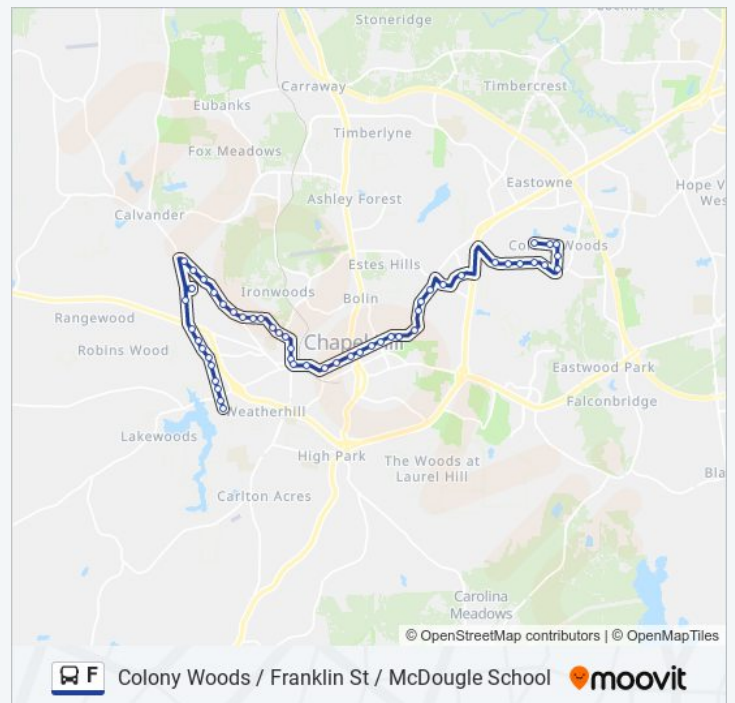 Stoneridge
Carraway
Timbercrest
Eubanks
Timberlyne
Fox Meadows
Eastowne
Hope V
Wes
Ashley Forest
Calvander
Colony Woods
Estes Hills
Ironwoods
Bolin
Rangewood
Chapel Hill
Robins Wood
Eastwood Park
Falconbridge
Weatherhill
Lakewoods
High Park
The Woods at
Laurel Hill
Bla
Carlton Acres
Carolina
Meadows
© OpenStreetMap contributors | © OpenMapTiles
F Colony Woods / Franklin St / McDougle School moovit